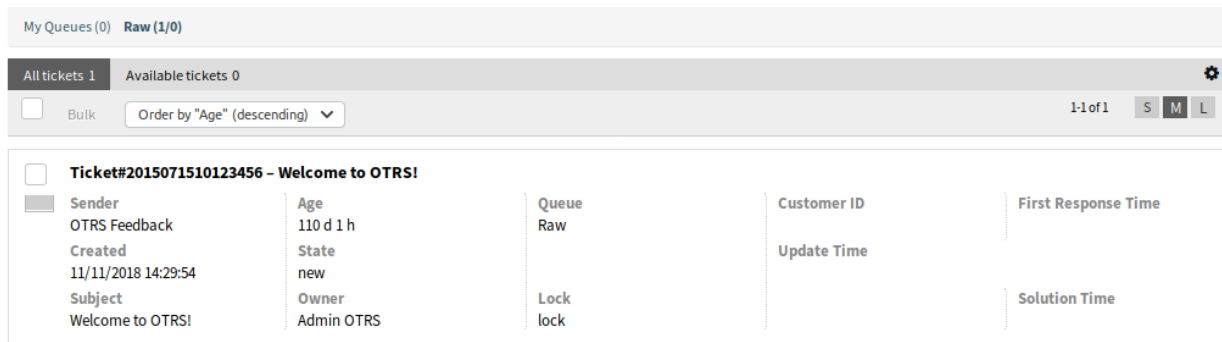 My Queues (0) Raw (1/0)
All tickets 1 Available tickets 0
Bulk Order by "Age" (descending) 1-1 of 1 S M L
Ticket#2015071510123456 – Welcome to OTRS!
Sender Age Queue Customer ID First Response Time
OTRS Feedback 110 d 1 h Raw
Created State Update Time
11/11/2018 14:29:54 new
Subject Owner Lock Solution Time
Welcome to OTRS! Admin OTRS lock